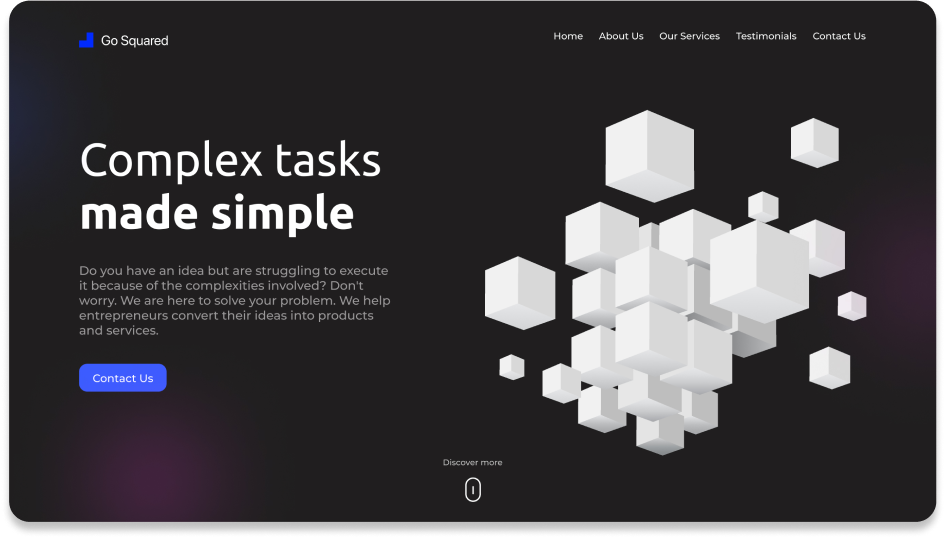 Go Squared
Home About Us Our Services Testimonials Contact Us
Complex tasks
made simple
Do you have an idea but are struggling to execute
it because of the complexities involved? Don't
worry. We are here to solve your problem. We help
entrepreneurs convert their ideas into products
and services.
Contact Us
Discover more